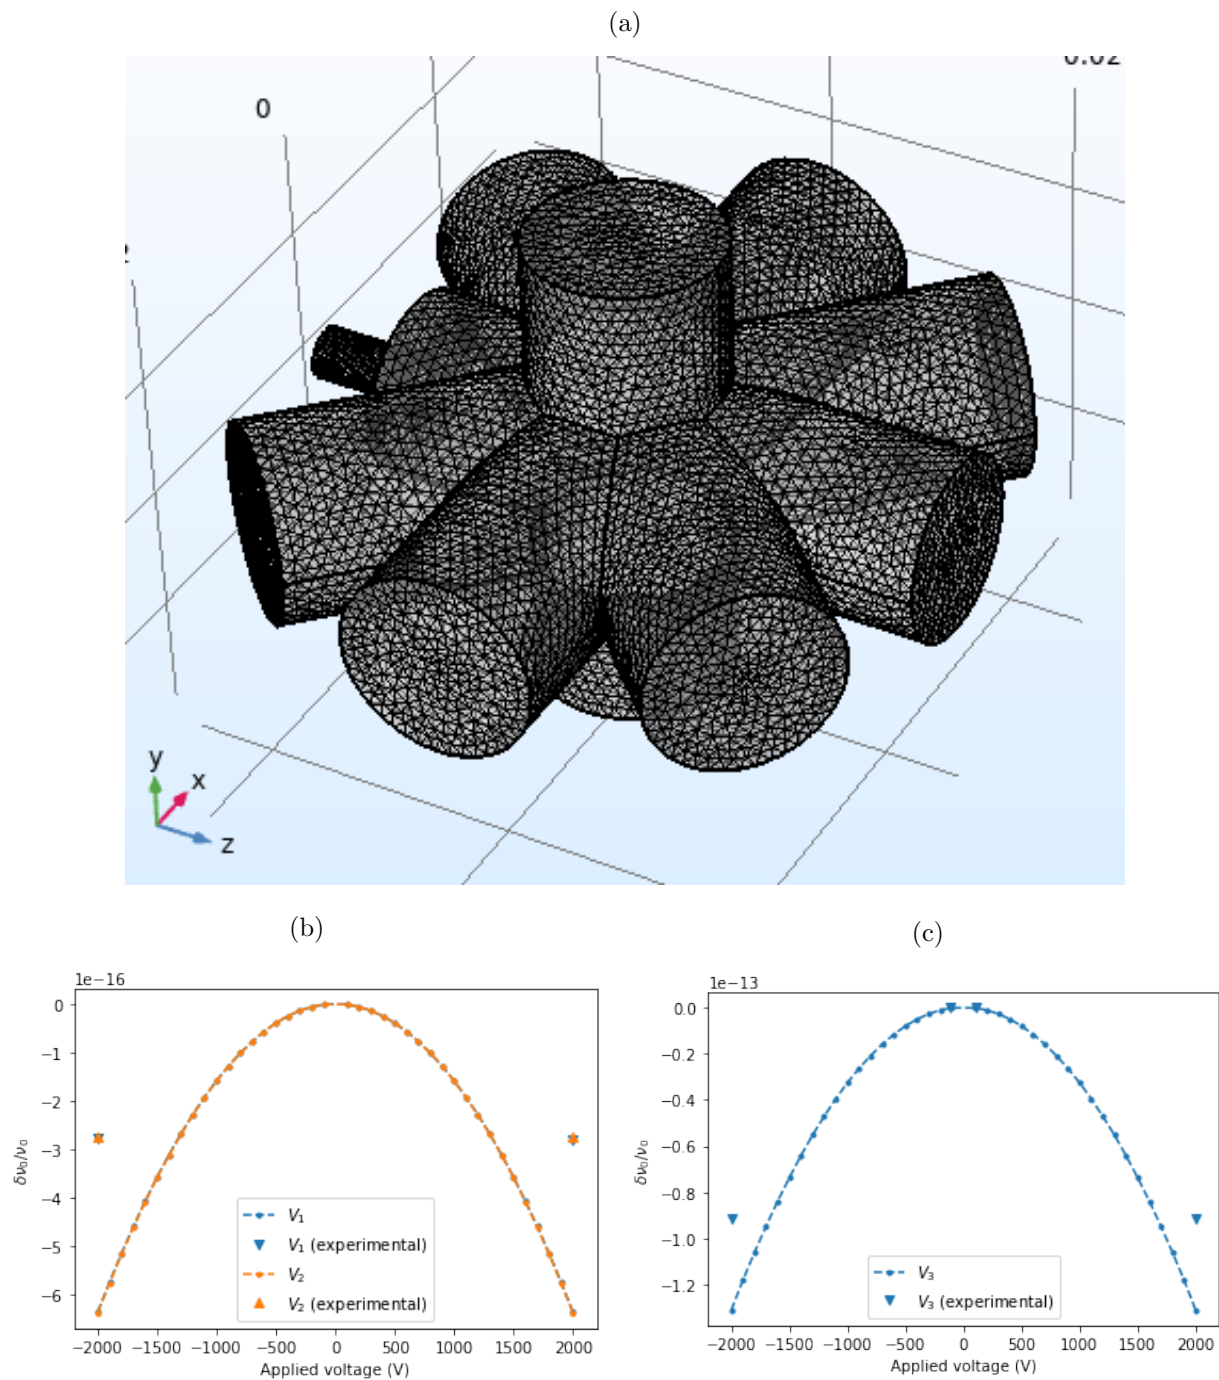 (a)
0.02
0
2
y
x
z
(b)
(c)
1e−16
0
−1
−2
−3
−4
−5
−6
δν₀/ν₀
V₁
V₁ (experimental)
V₂
V₂ (experimental)
−2000 −1500 −1000 −500 0 500 1000 1500 2000
Applied voltage (V)
1e−13
0.0
−0.2
−0.4
−0.6
−0.8
−1.0
−1.2
δν₀/ν₀
V₃
V₃ (experimental)
−2000 −1500 −1000 −500 0 500 1000 1500 2000
Applied voltage (V)